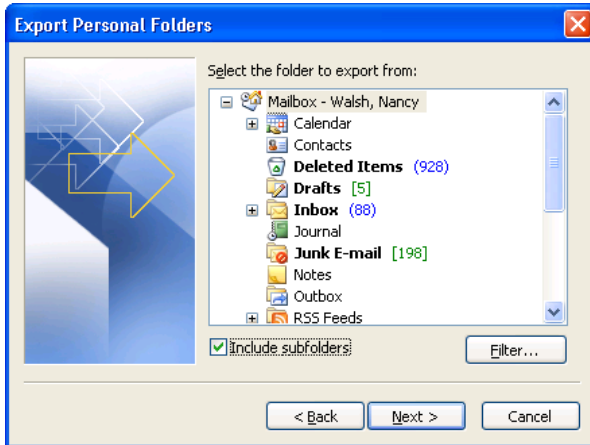 Export Personal Folders
Select the folder to export from:
Mailbox - Walsh, Nancy
Calendar
Contacts
Deleted Items (928)
Drafts [5]
Inbox (88)
Journal
Junk E-mail [198]
Notes
Outbox
RSS Feeds
Include subfolders
Filter...
< Back
Next >
Cancel